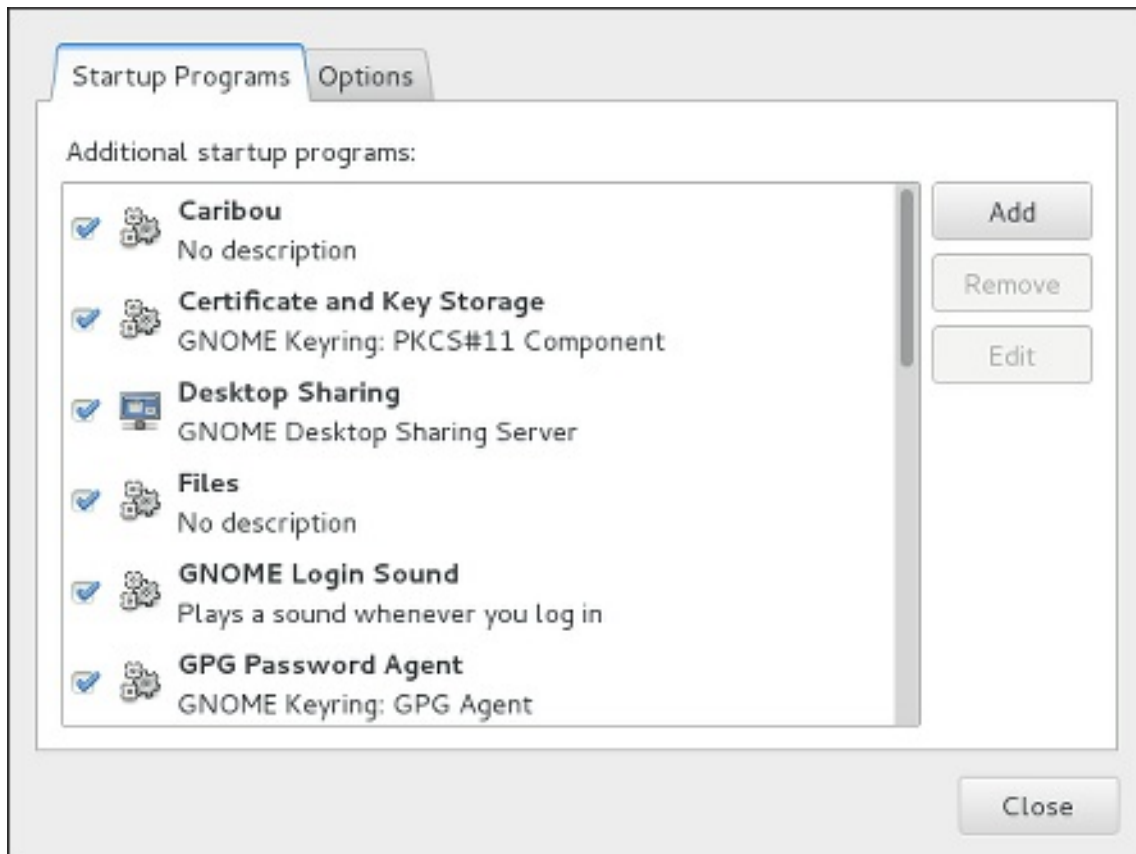 Startup Programs
Options
Additional startup programs:
Caribou
No description
Certificate and Key Storage
GNOME Keyring: PKCS#11 Component
Desktop Sharing
GNOME Desktop Sharing Server
Files
No description
GNOME Login Sound
Plays a sound whenever you log in
GPG Password Agent
GNOME Keyring: GPG Agent
Add
Remove
Edit
Close